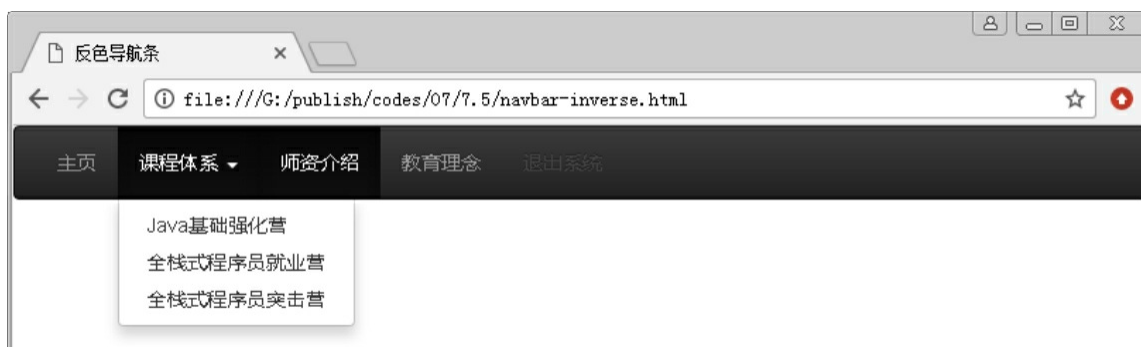 反色导航条
file:///G:/publish/codes/07/7.5/navbar-inverse.html
主页 课程体系 师资介绍 教育理念 退出系统
Java基础强化营
全栈式程序员就业营
全栈式程序员突击营